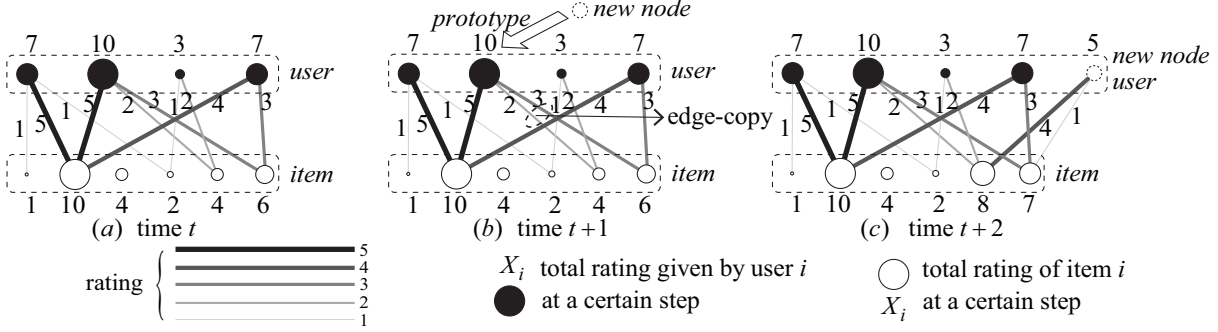 prototype new node
7 10 3 7 7 10 3 7 7 10 3 7 5
user user new node
user
1 5 1 5 2 3 1 2 4 3 1 5 1 5 2 3 1 2 4 3 1 5 1 5 2 3 1 2 4 3 4 1
edge-copy
item item item
1 10 4 2 4 6 1 10 4 2 4 6 1 10 4 2 8 7
(a) time t (b) time t+1 (c) time t+2
rating
5
4
3
2
1
X_i total rating given by user i
at a certain step
total rating of item i
X_i at a certain step